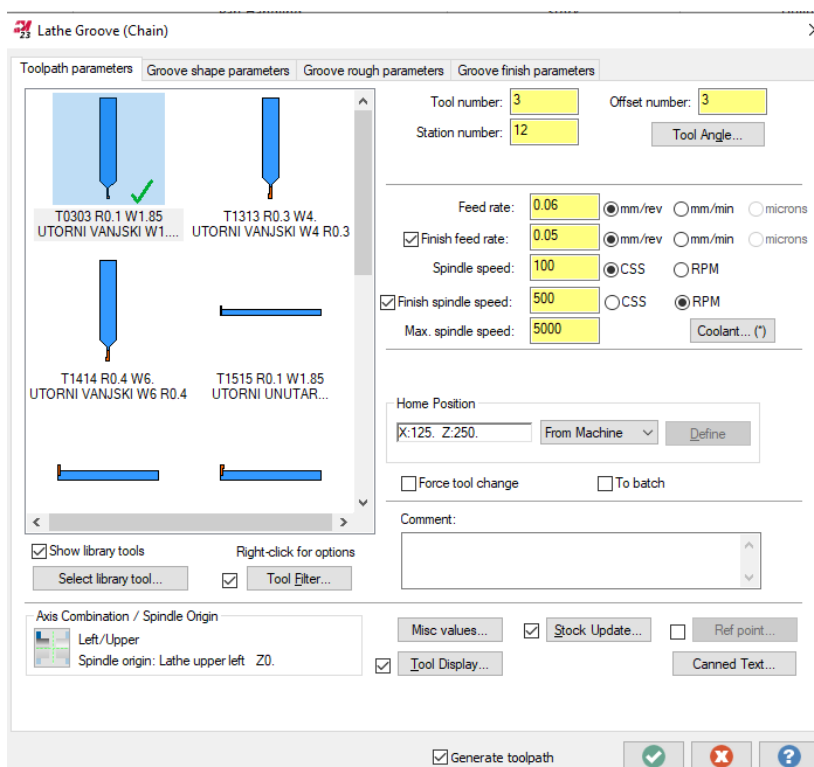 23 Lathe Groove (Chain)
Toolpath parameters Groove shape parameters Groove rough parameters Groove finish parameters
T0303 R0.1 W1.85
UTORNI VANJSKI W1....
T1313 R0.3 W4.
UTORNI VANJSKI W4 R0.3
T1414 R0.4 W6.
UTORNI VANJSKI W6 R0.4
T1515 R0.1 W1.85
UTORNI UNUTAR...
Show library tools
Right-click for options
Select library tool...
Tool Filter...
Tool number: 3 Offset number: 3
Station number: 12 Tool Angle...
Feed rate: 0.06 mm/rev mm/min microns
Finish feed rate: 0.05 mm/rev mm/min microns
Spindle speed: 100 CSS RPM
Finish spindle speed: 500 CSS RPM
Max. spindle speed: 5000 Coolant... (*)
Home Position
X:125. Z:250. From Machine Define
Force tool change To batch
Comment:
Axis Combination / Spindle Origin
Left/Upper
Spindle origin: Lathe upper left Z0.
Misc values... Stock Update... Ref point...
Tool Display... Canned Text...
Generate toolpath